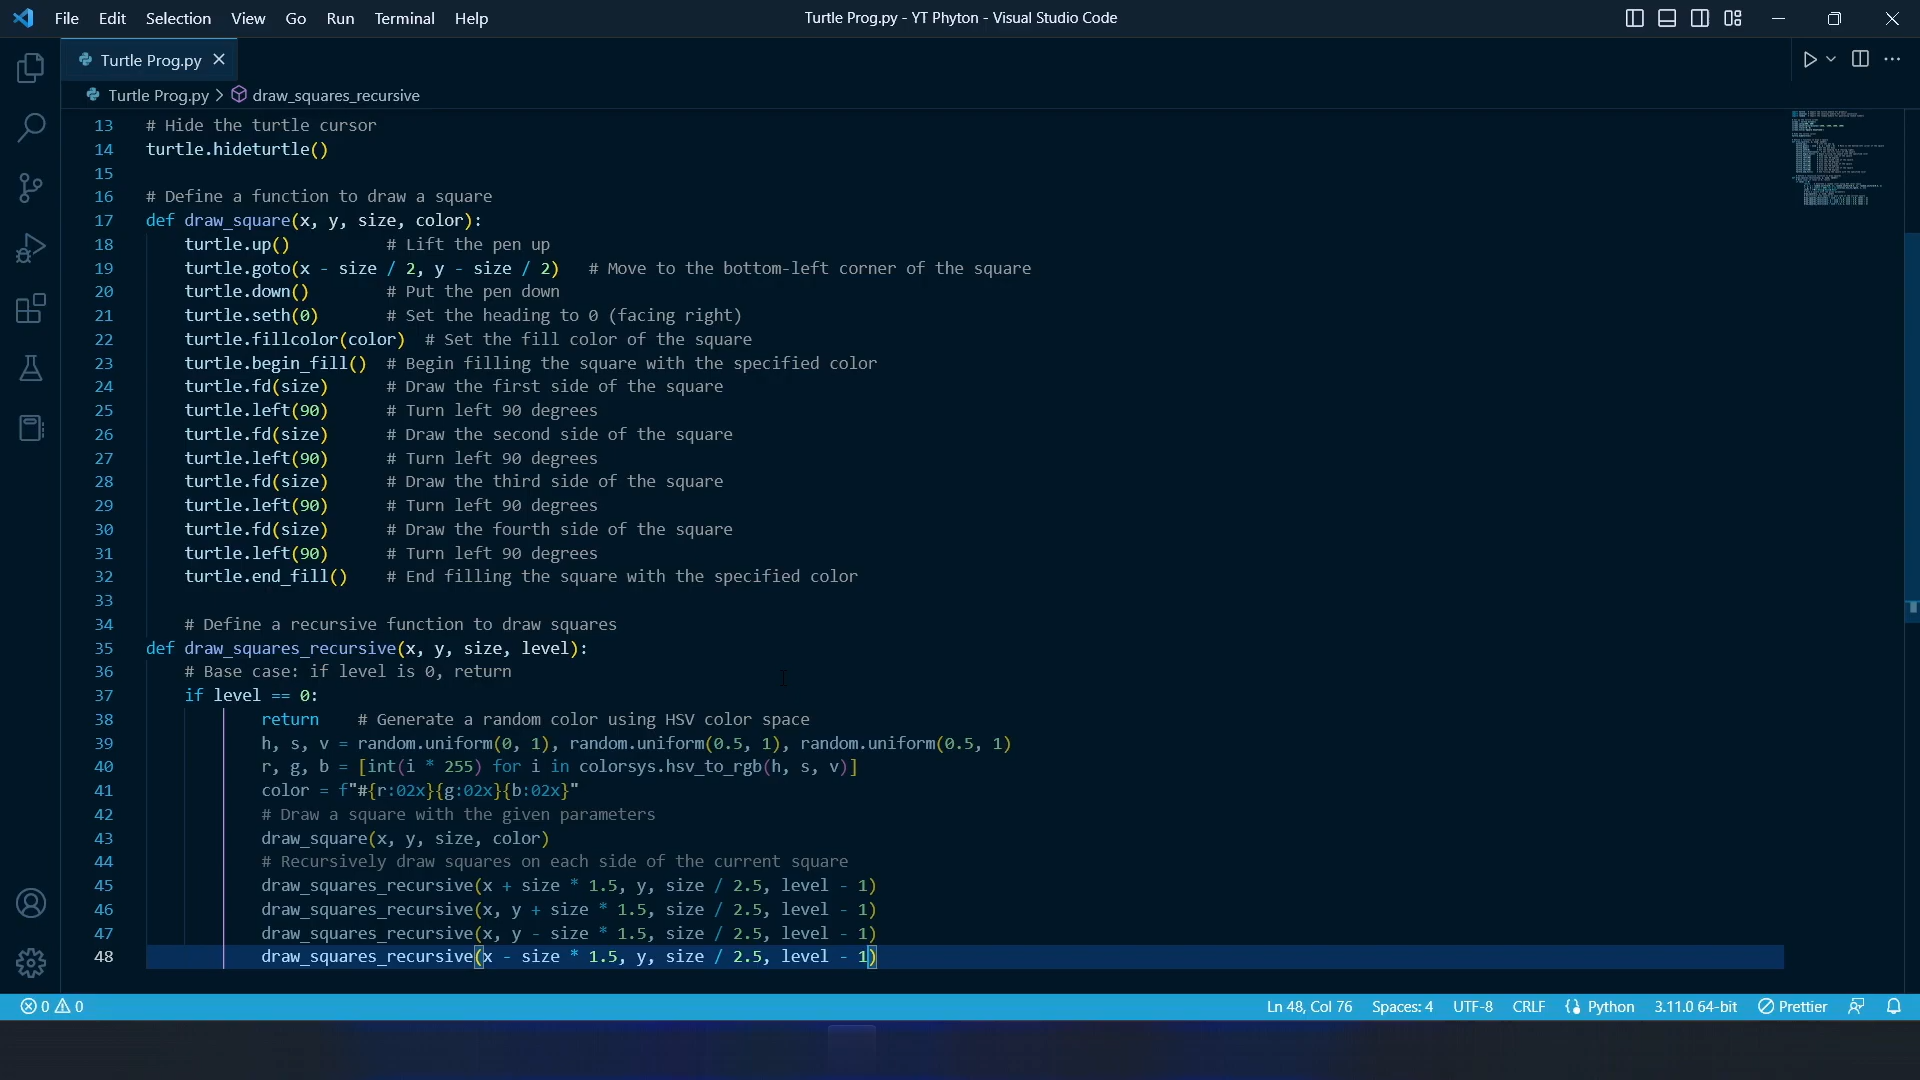 File Edit Selection View Go Run Terminal Help
Turtle Prog.py - YT Phyton - Visual Studio Code
Turtle Prog.py
Turtle Prog.py > draw_squares_recursive
13 # Hide the turtle cursor
14 turtle.hideturtle()
15
16 # Define a function to draw a square
17 def draw_square(x, y, size, color):
18 turtle.up() # Lift the pen up
19 turtle.goto(x - size / 2, y - size / 2) # Move to the bottom-left corner of the square
20 turtle.down() # Put the pen down
21 turtle.seth(0) # Set the heading to 0 (facing right)
22 turtle.fillcolor(color) # Set the fill color of the square
23 turtle.begin_fill() # Begin filling the square with the specified color
24 turtle.fd(size) # Draw the first side of the square
25 turtle.left(90) # Turn left 90 degrees
26 turtle.fd(size) # Draw the second side of the square
27 turtle.left(90) # Turn left 90 degrees
28 turtle.fd(size) # Draw the third side of the square
29 turtle.left(90) # Turn left 90 degrees
30 turtle.fd(size) # Draw the fourth side of the square
31 turtle.left(90) # Turn left 90 degrees
32 turtle.end_fill() # End filling the square with the specified color
33
34 # Define a recursive function to draw squares
35 def draw_squares_recursive(x, y, size, level):
36 # Base case: if level is 0, return
37 if level == 0:
38 return # Generate a random color using HSV color space
39 h, s, v = random.uniform(0, 1), random.uniform(0.5, 1), random.uniform(0.5, 1)
40 r, g, b = [int(i * 255) for i in colorsys.hsv_to_rgb(h, s, v)]
41 color = f"#{r:02x}{g:02x}{b:02x}"
42 # Draw a square with the given parameters
43 draw_square(x, y, size, color)
44 # Recursively draw squares on each side of the current square
45 draw_squares_recursive(x + size * 1.5, y, size / 2.5, level - 1)
46 draw_squares_recursive(x, y + size * 1.5, size / 2.5, level - 1)
47 draw_squares_recursive(x, y - size * 1.5, size / 2.5, level - 1)
48 draw_squares_recursive(x - size * 1.5, y, size / 2.5, level - 1)
0 0 Ln 48, Col 76 Spaces: 4 UTF-8 CRLF Python 3.11.0 64-bit Prettier